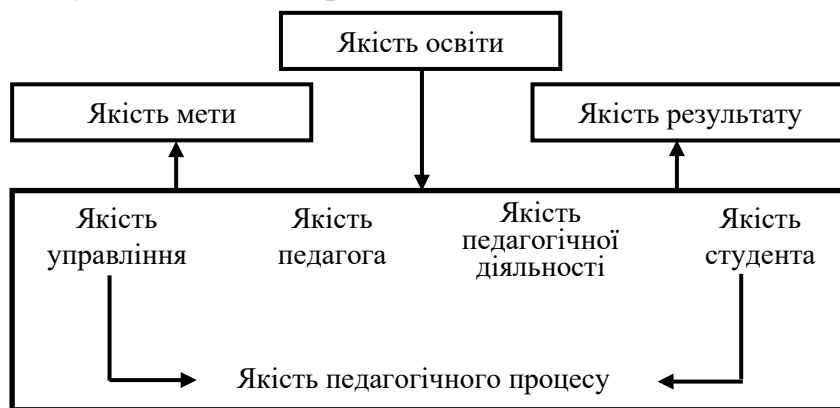 Якість освіти
Якість мети
Якість результату
Якість
управління
Якість
педагога
Якість
педагогічної
діяльності
Якість
студента
Якість педагогічного процесу